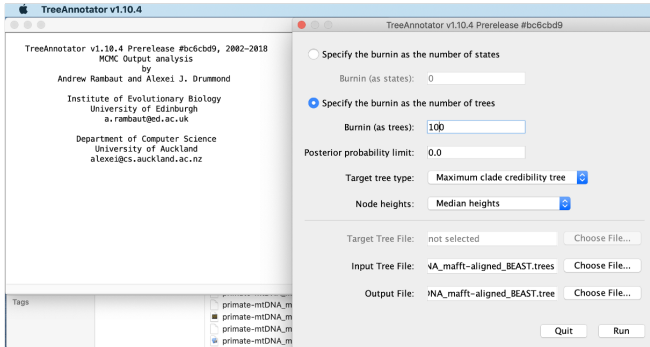 TreeAnnotator v1.10.4
TreeAnnotator v1.10.4 Prerelease #bc6cbd9, 2002-2018
MCMC Output analysis
by
Andrew Rambaut and Alexei J. Drummond
Institute of Evolutionary Biology
University of Edinburgh
a.rambaut@ed.ac.uk
Department of Computer Science
University of Auckland
alexei@cs.auckland.ac.nz
Tags
primate-mtDNA_m
primate-mtDNA_m
primate-mtDNA_m
primate-mtDNA_m
TreeAnnotator v1.10.4 Prerelease #bc6cbd9
Specify the burnin as the number of states
Burnin (as states): 0
Specify the burnin as the number of trees
Burnin (as trees): 100
Posterior probability limit: 0.0
Target tree type: Maximum clade credibility tree
Node heights: Median heights
Target Tree File: not selected Choose File...
Input Tree File: NA_mafft-aligned_BEAST.trees Choose File...
Output File: DNA_mafft-aligned_BEAST.tree Choose File...
Quit Run